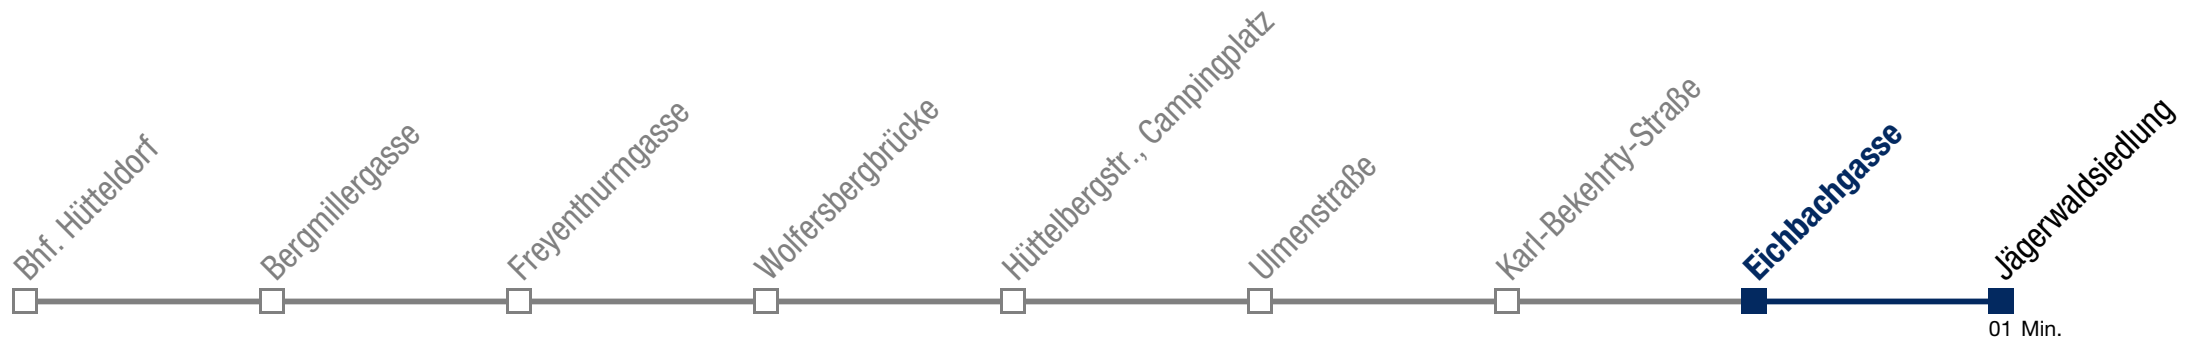 Bhf. Hütteldorf
Bergmillergasse
Freyenthurmgasse
Wolfersbergbrücke
Hüttelbergstr., Campingplatz
Ulmenstraße
Karl-Bekehrty-Straße
Eichbachgasse
Jägerwaldsiedlung
01 Min.